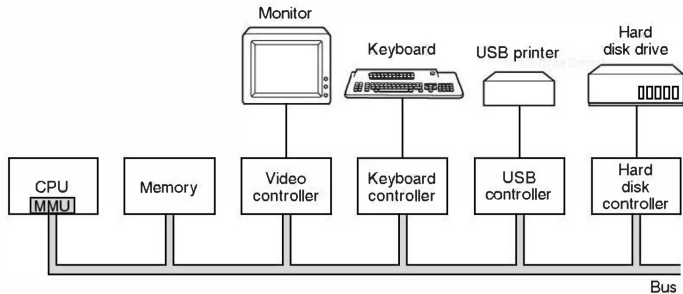 Monitor
Keyboard
USB printer
Hard
disk drive
CPU
MMU
Memory
Video
controller
Keyboard
controller
USB
controller
Hard
disk
controller
Bus